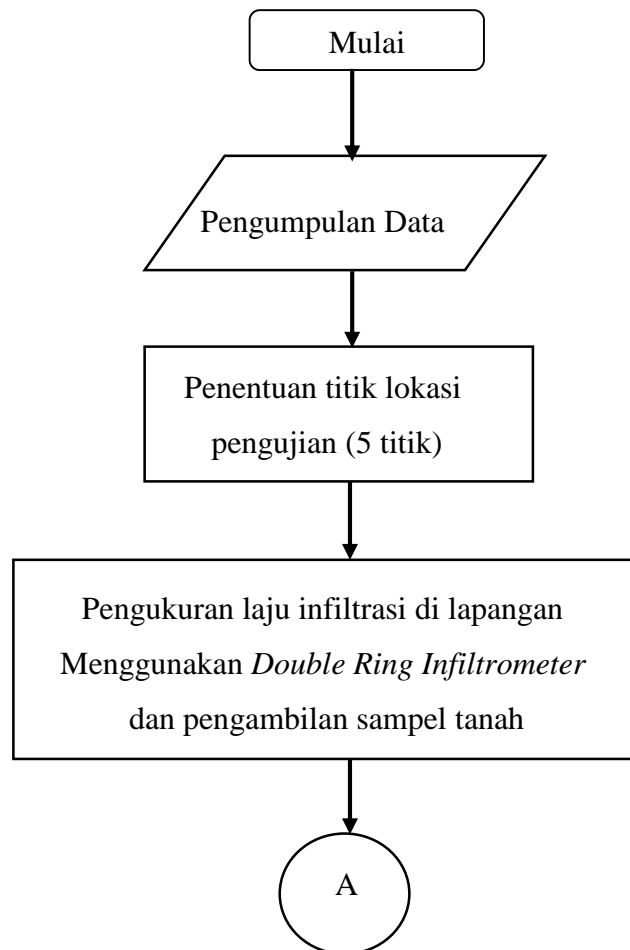 Mulai
Pengumpulan Data
Penentuan titik lokasi
pengujian (5 titik)
Pengukuran laju infiltrasi di lapangan
Menggunakan Double Ring Infiltrometer
dan pengambilan sampel tanah
A